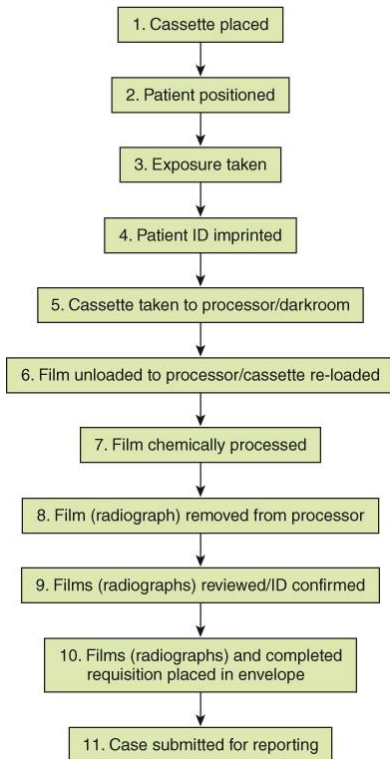 1. Cassette placed
2. Patient positioned
3. Exposure taken
4. Patient ID imprinted
5. Cassette taken to processor/darkroom
6. Film unloaded to processor/cassette re-loaded
7. Film chemically processed
8. Film (radiograph) removed from processor
9. Films (radiographs) reviewed/ID confirmed
10. Films (radiographs) and completed
requisition placed in envelope
11. Case submitted for reporting